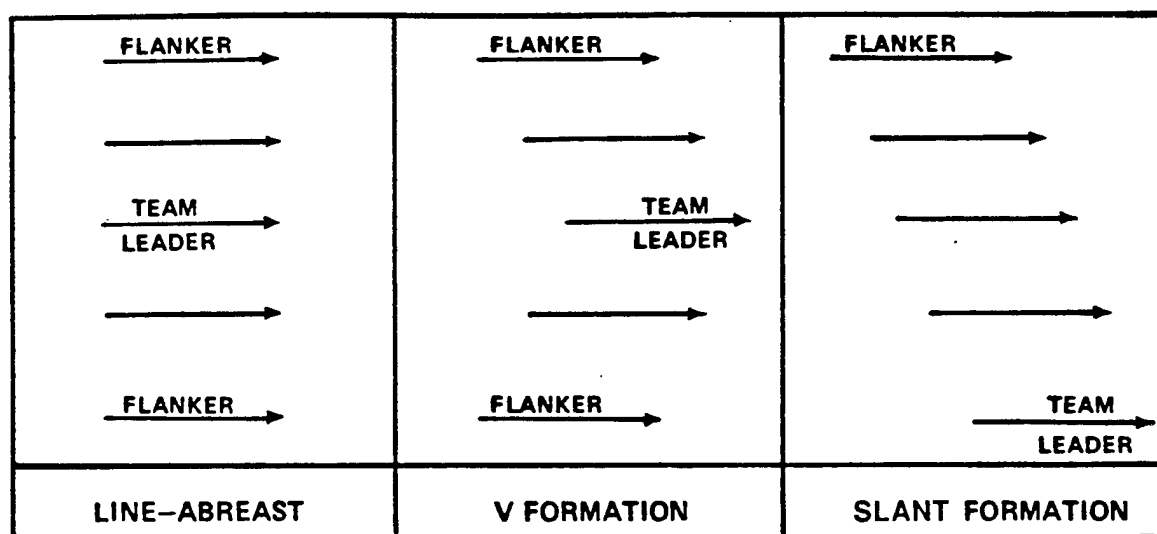 FLANKER
TEAM
LEADER
FLANKER
LINE–ABREAST
FLANKER
TEAM
LEADER
FLANKER
V FORMATION
FLANKER
TEAM
LEADER
SLANT FORMATION